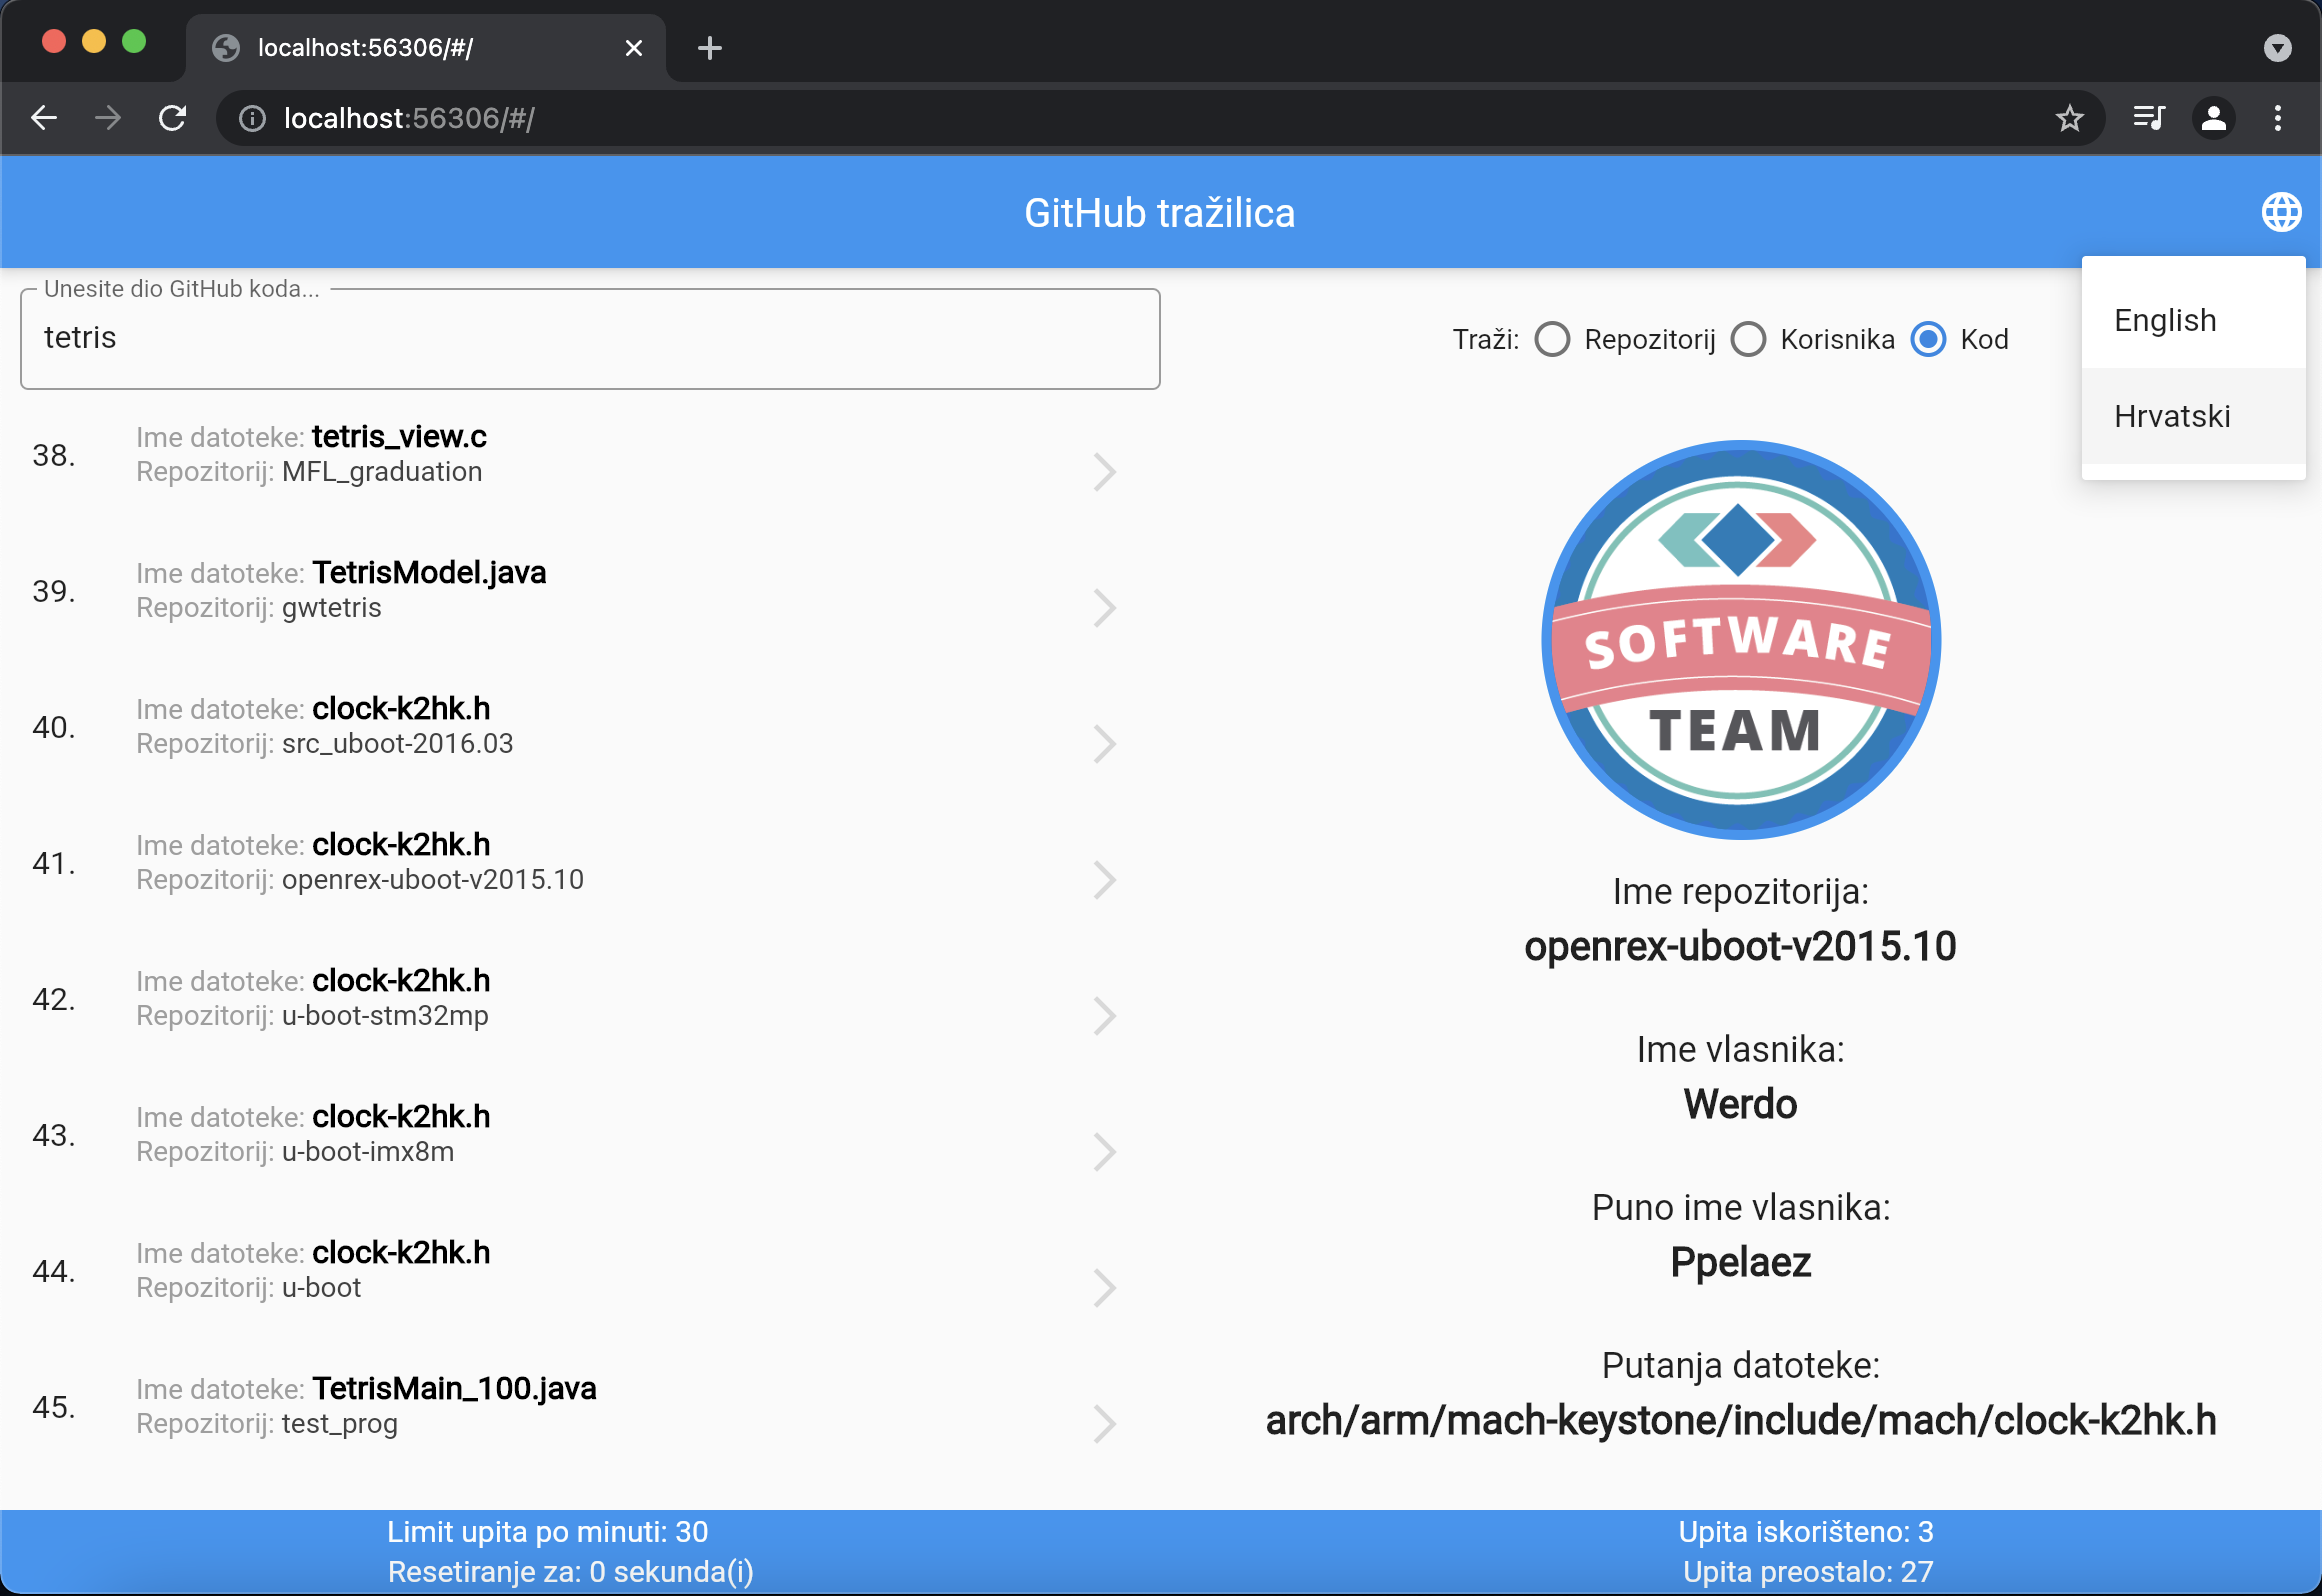 localhost:56306/#/
localhost:56306/#/
GitHub tražilica
Unesite dio GitHub koda...
tetris
Traži: Repozitorij Korisnika Kod
English
Hrvatski
38.
Ime datoteke: tetris_view.c
Repozitorij: MFL_graduation
39.
Ime datoteke: TetrisModel.java
Repozitorij: gwtetris
40.
Ime datoteke: clock-k2hk.h
Repozitorij: src_uboot-2016.03
41.
Ime datoteke: clock-k2hk.h
Repozitorij: openrex-uboot-v2015.10
42.
Ime datoteke: clock-k2hk.h
Repozitorij: u-boot-stm32mp
43.
Ime datoteke: clock-k2hk.h
Repozitorij: u-boot-imx8m
44.
Ime datoteke: clock-k2hk.h
Repozitorij: u-boot
45.
Ime datoteke: TetrisMain_100.java
Repozitorij: test_prog
SOFTWARE
TEAM
Ime repozitorija:
openrex-uboot-v2015.10
Ime vlasnika:
Werdo
Puno ime vlasnika:
Ppelaez
Putanja datoteke:
arch/arm/mach-keystone/include/mach/clock-k2hk.h
Limit upita po minuti: 30
Resetiranje za: 0 sekunda(i)
Upita iskorišteno: 3
Upita preostalo: 27